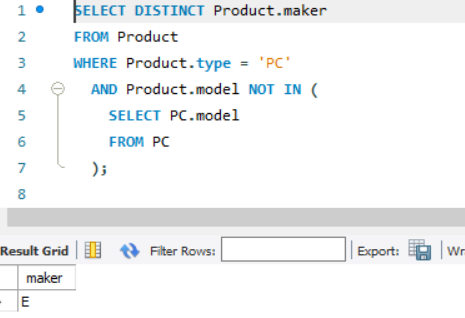 1 SELECT DISTINCT Product.maker
2 FROM Product
3 WHERE Product.type = 'PC'
4 AND Product.model NOT IN (
5 SELECT PC.model
6 FROM PC
7 );
8
Result Grid Filter Rows: Export: Wr
maker
E